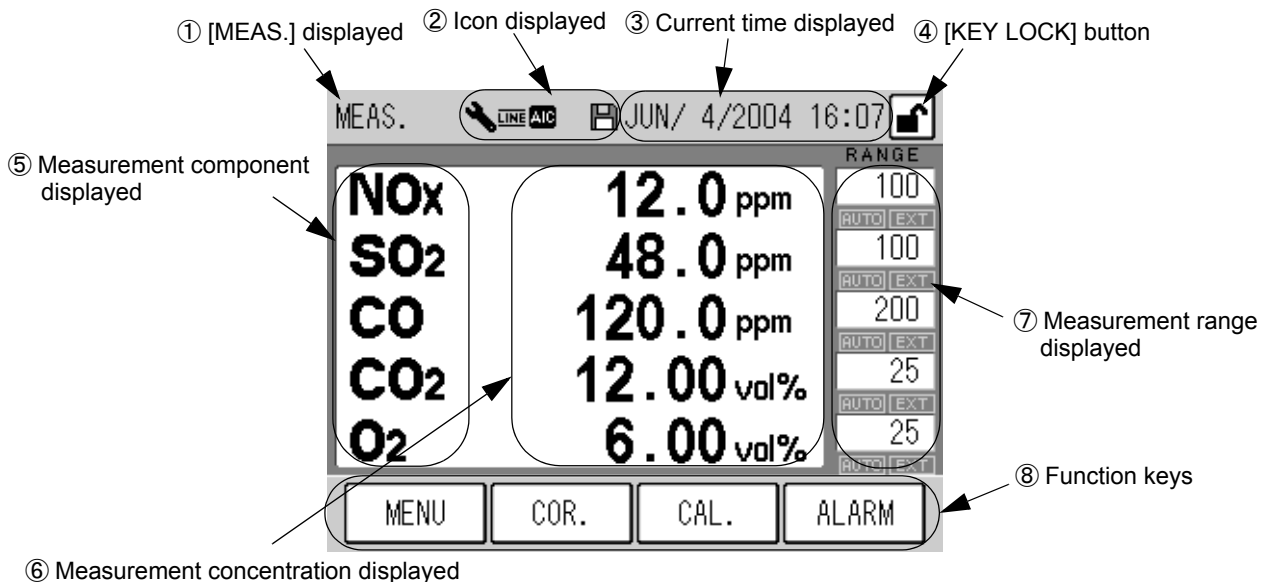 ① [MEAS.] displayed
② Icon displayed
③ Current time displayed
④ [KEY LOCK] button
MEAS. LINE AIC JUN/ 4/2004 16:07
⑤ Measurement component
displayed
RANGE
NOx 12.0 ppm 100
AUTO EXT
SO2 48.0 ppm 100
AUTO EXT
CO 120.0 ppm 200
AUTO EXT
CO2 12.00 vol% 25
AUTO EXT
O2 6.00 vol% 25
AUTO EXT
⑦ Measurement range
displayed
MENU COR. CAL. ALARM
⑧ Function keys
⑥ Measurement concentration displayed